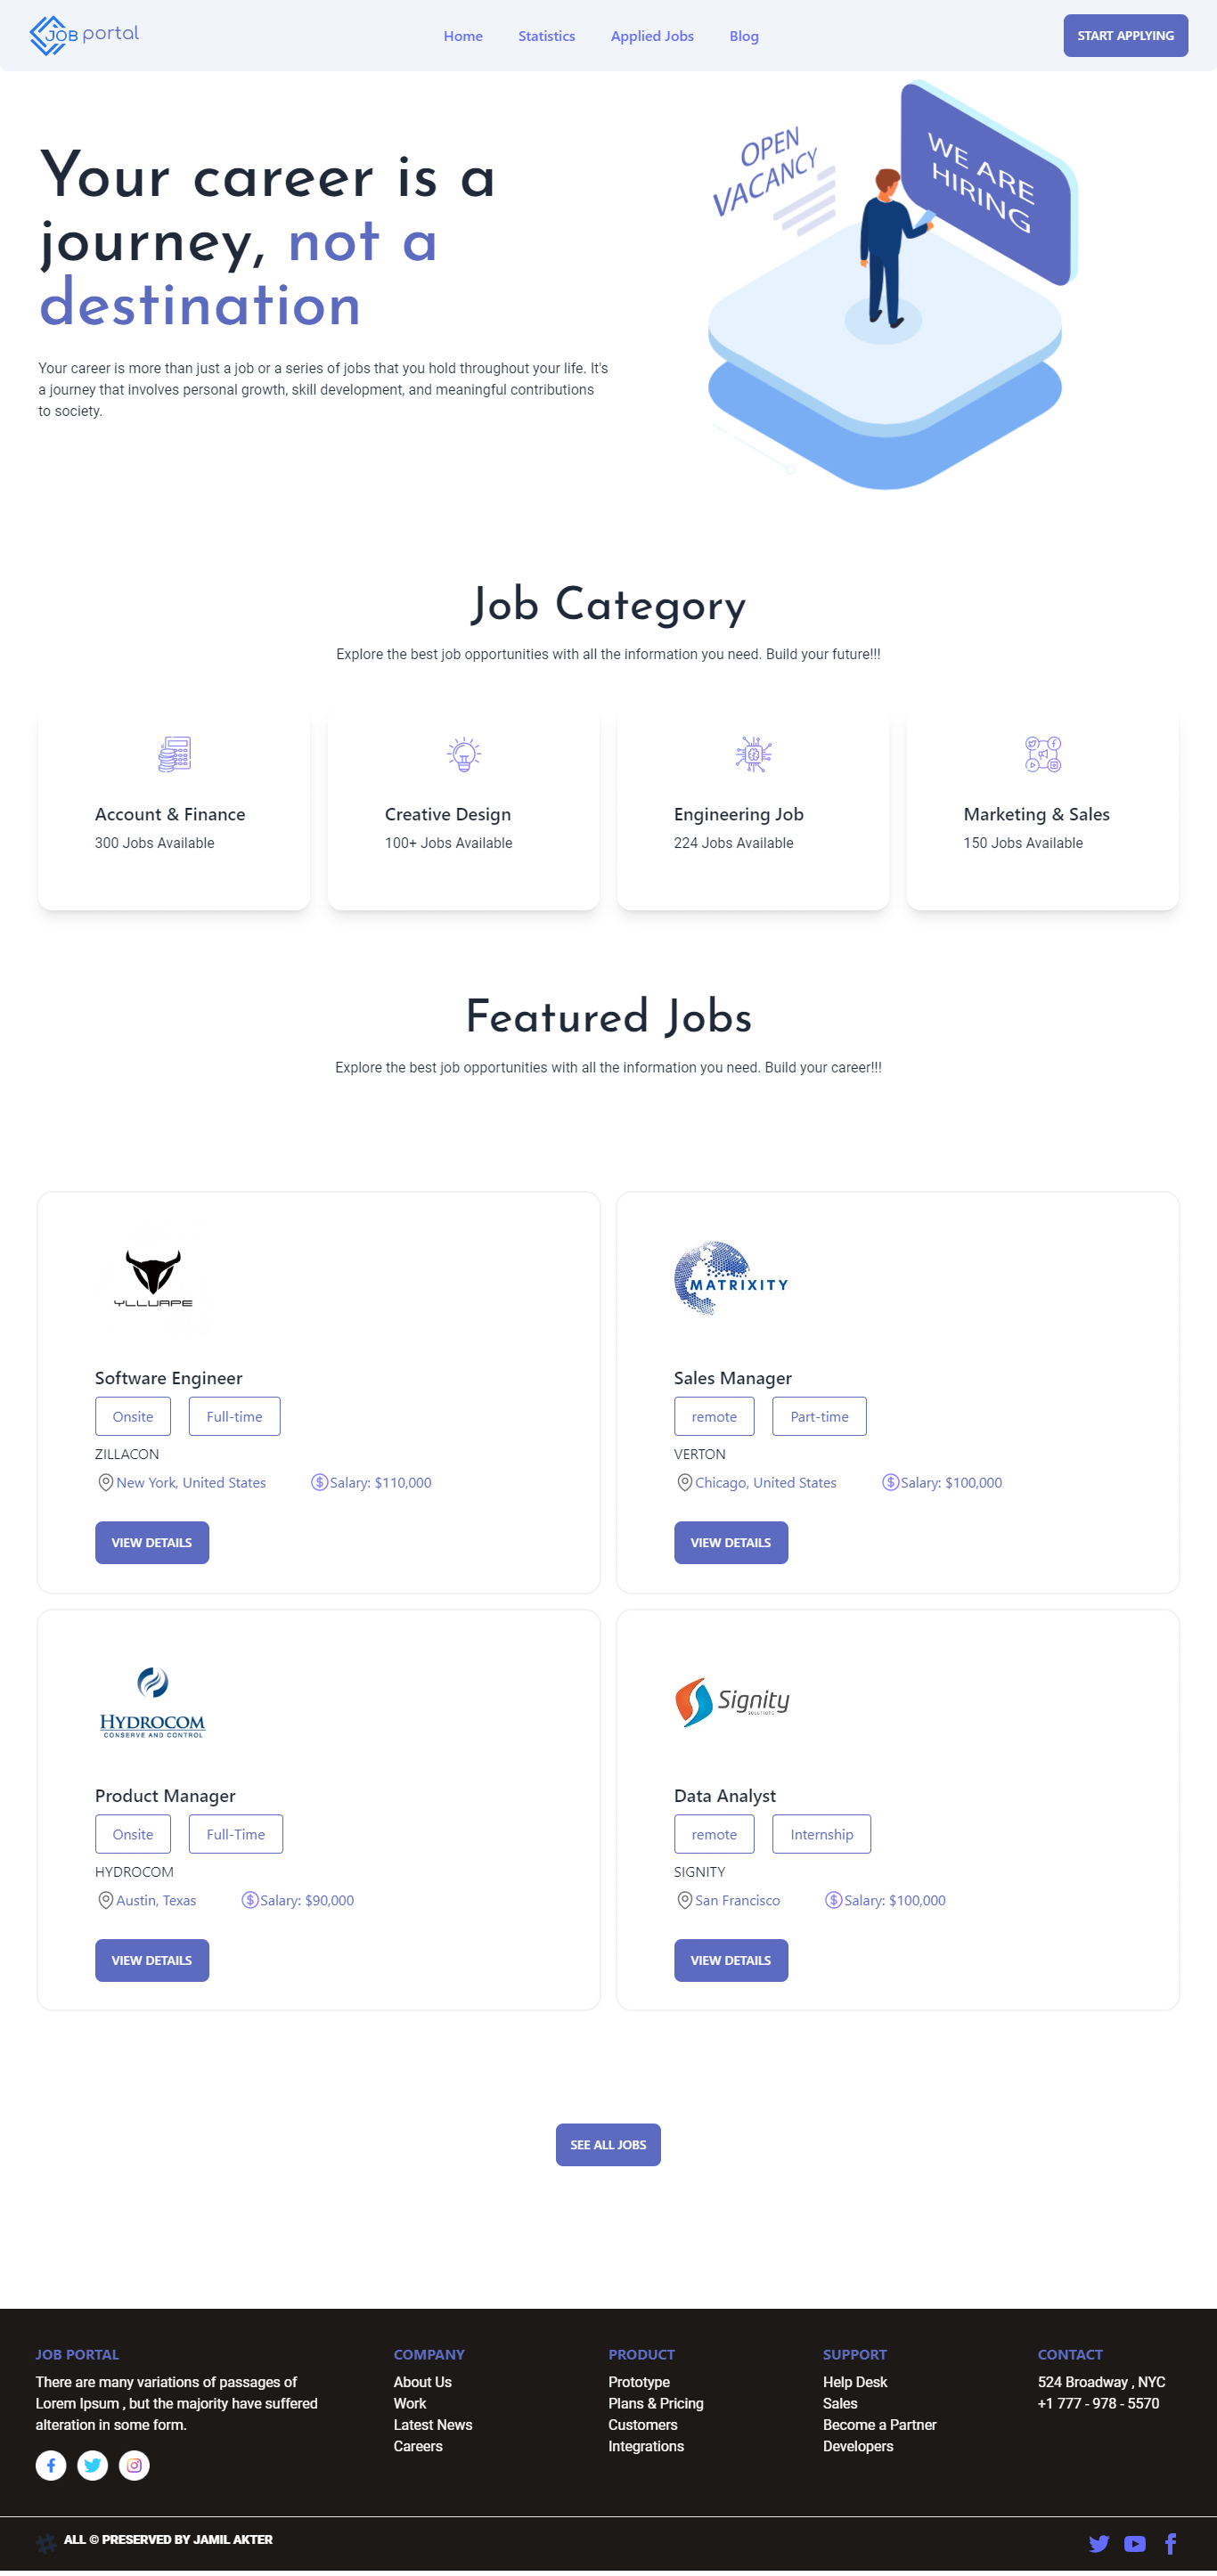 JOB portal
Home Statistics Applied Jobs Blog
START APPLYING
Your career is a
journey, not a
destination
Your career is more than just a job or a series of jobs that you hold throughout your life. It's
a journey that involves personal growth, skill development, and meaningful contributions
to society.
OPEN
VACANCY
WE ARE
HIRING
Job Category
Explore the best job opportunities with all the information you need. Build your future!!!
Account & Finance
300 Jobs Available
Creative Design
100+ Jobs Available
Engineering Job
224 Jobs Available
Marketing & Sales
150 Jobs Available
Featured Jobs
Explore the best job opportunities with all the information you need. Build your career!!!
YLLUAPE
Software Engineer
Onsite Full-time
ZILLACON
New York, United States Salary: $110,000
VIEW DETAILS
MATRIXITY
Sales Manager
remote Part-time
VERTON
Chicago, United States Salary: $100,000
VIEW DETAILS
HYDROCOM
CONSERVE AND CONTROL
Product Manager
Onsite Full-Time
HYDROCOM
Austin, Texas Salary: $90,000
VIEW DETAILS
Signity
SOLUTIONS
Data Analyst
remote Internship
SIGNITY
San Francisco Salary: $100,000
VIEW DETAILS
SEE ALL JOBS
JOB PORTAL
There are many variations of passages of
Lorem Ipsum , but the majority have suffered
alteration in some form.
COMPANY
About Us
Work
Latest News
Careers
PRODUCT
Prototype
Plans & Pricing
Customers
Integrations
SUPPORT
Help Desk
Sales
Become a Partner
Developers
CONTACT
524 Broadway , NYC
+1 777 - 978 - 5570
ALL © PRESERVED BY JAMIL AKTER